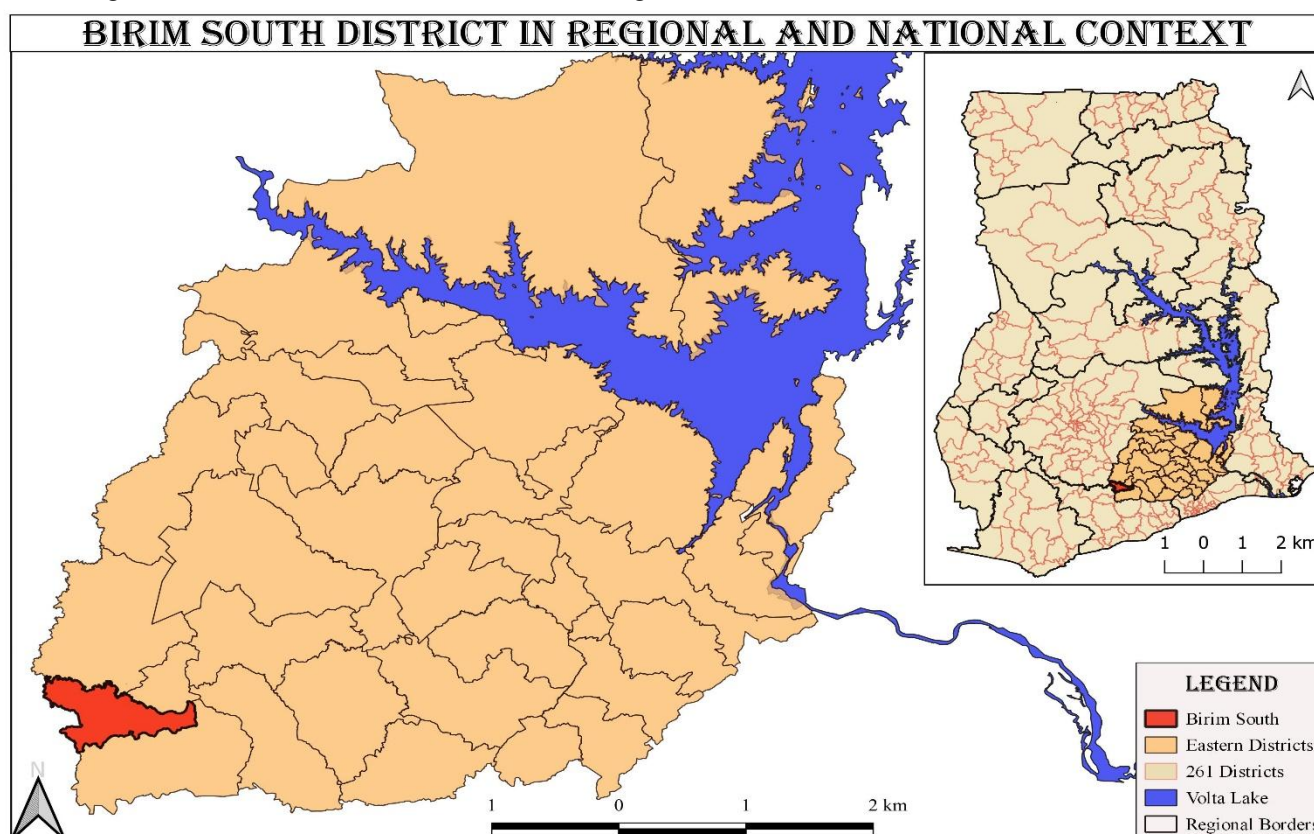 BIRIM SOUTH DISTRICT IN REGIONAL AND NATIONAL CONTEXT
1 0 1 2 km
N
1 0 1 2 km
LEGEND
Birim South
Eastern Districts
261 Districts
Volta Lake
Regional Borders